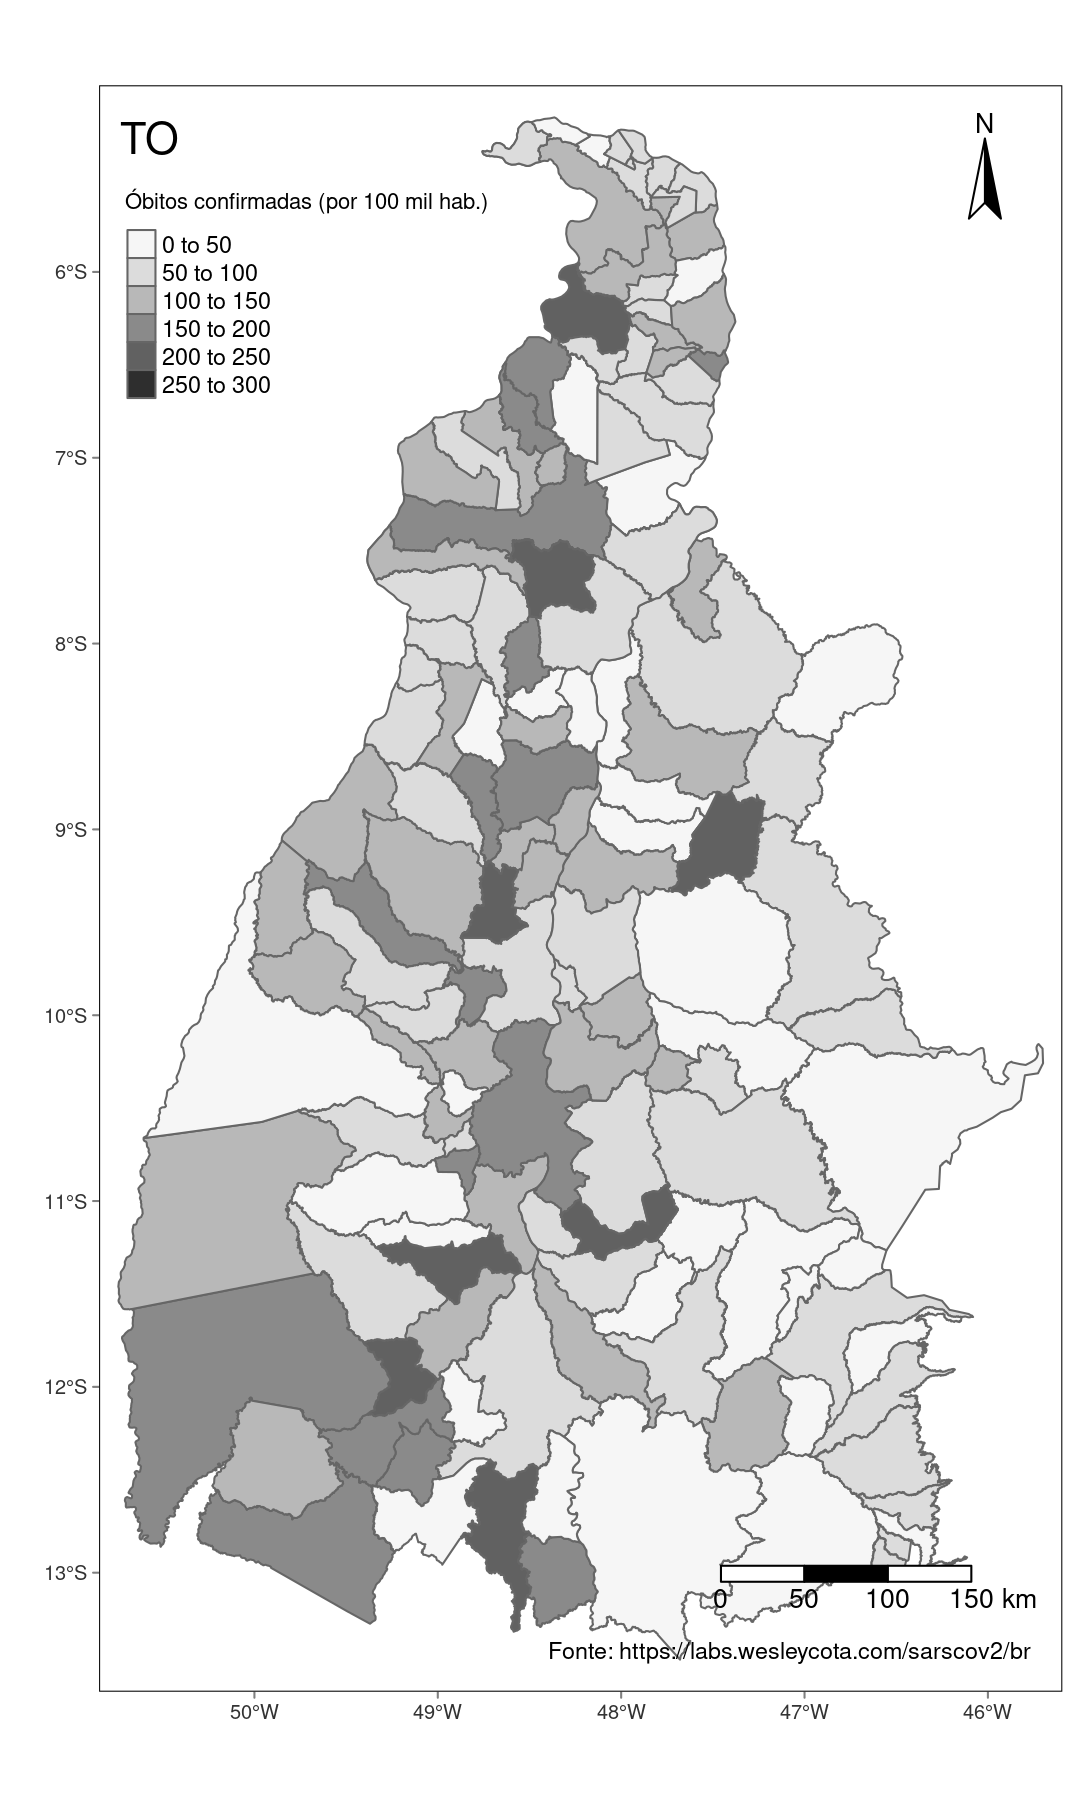 TO
N
Óbitos confirmadas (por 100 mil hab.)
0 to 50
50 to 100
100 to 150
150 to 200
200 to 250
250 to 300
6°S
7°S
8°S
9°S
10°S
11°S
12°S
13°S
0 50 100 150 km
Fonte: https://labs.wesleycota.com/sarscov2/br
50°W 49°W 48°W 47°W 46°W